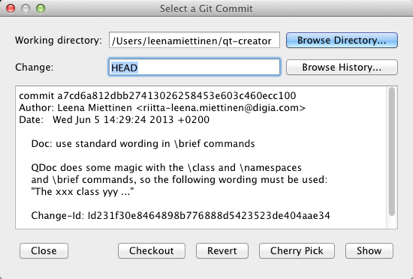 Select a Git Commit
Working directory: /Users/leenamiettinen/qt-creator Browse Directory...
Change: HEAD Browse History...
commit a7cd6a812dbb27413026258453e603c460ecc100
Author: Leena Miettinen <riitta-leena.miettinen@digia.com>
Date: Wed Jun 5 14:29:24 2013 +0200
Doc: use standard wording in \brief commands
QDoc does some magic with the \class and \namespaces
and \brief commands, so the following wording must be used:
"The xxx class yyy ..."
Change-Id: Id231f30e8464898b776888d5423523de404aae34
Close Checkout Revert Cherry Pick Show